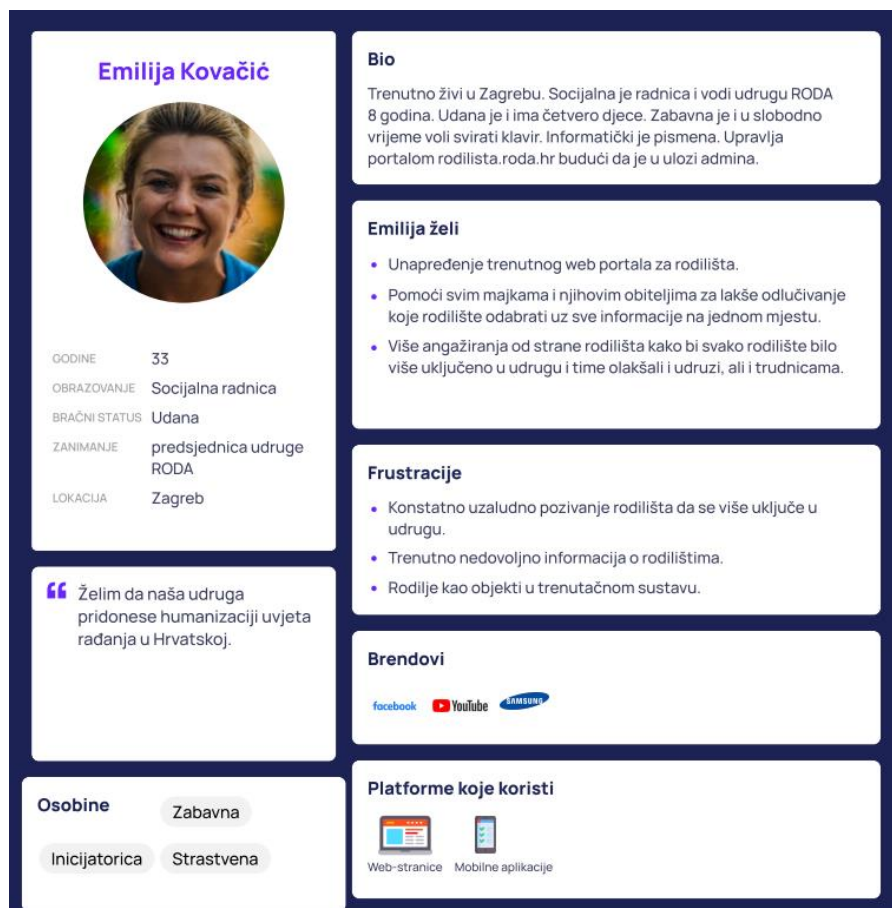 Emilija Kovačić
GODINE 33
OBRAZOVANJE Socijalna radnica
BRAČNI STATUS Udana
ZANIMANJE predsjednica udruge
RODA
LOKACIJA Zagreb
Želim da naša udruga
pridonese humanizaciji uvjeta
rađanja u Hrvatskoj.
Osobine
Zabavna
Inicijatorica
Strastvena
Bio
Trenutno živi u Zagrebu. Socijalna je radnica i vodi udrugu RODA
8 godina. Udana je i ima četvero djece. Zabavna je i u slobodno
vrijeme voli svirati klavir. Informatički je pismena. Upravlja
portalom rodilista.roda.hr budući da je u ulozi admina.
Emilija želi
• Unapređenje trenutnog web portala za rodilišta.
• Pomoći svim majkama i njihovim obiteljima za lakše odlučivanje
koje rodilište odabrati uz sve informacije na jednom mjestu.
• Više angažiranja od strane rodilišta kako bi svako rodilište bilo
više uključeno u udrugu i time olakšali i udruzi, ali i trudnicama.
Frustracije
• Konstatno uzaludno pozivanje rodilišta da se više uključe u
udrugu.
• Trenutno nedovoljno informacija o rodilištima.
• Rodilje kao objekti u trenutačnom sustavu.
Brendovi
facebook YouTube SAMSUNG
Platforme koje koristi
Web-stranice Mobilne aplikacije